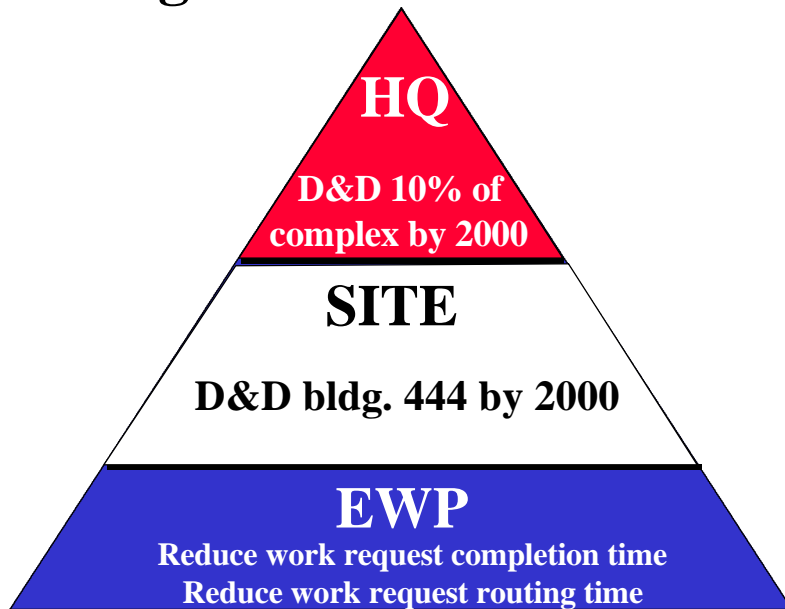 HQ
D&D 10% of
complex by 2000
SITE
D&D bldg. 444 by 2000
EWP
Reduce work request completion time
Reduce work request routing time